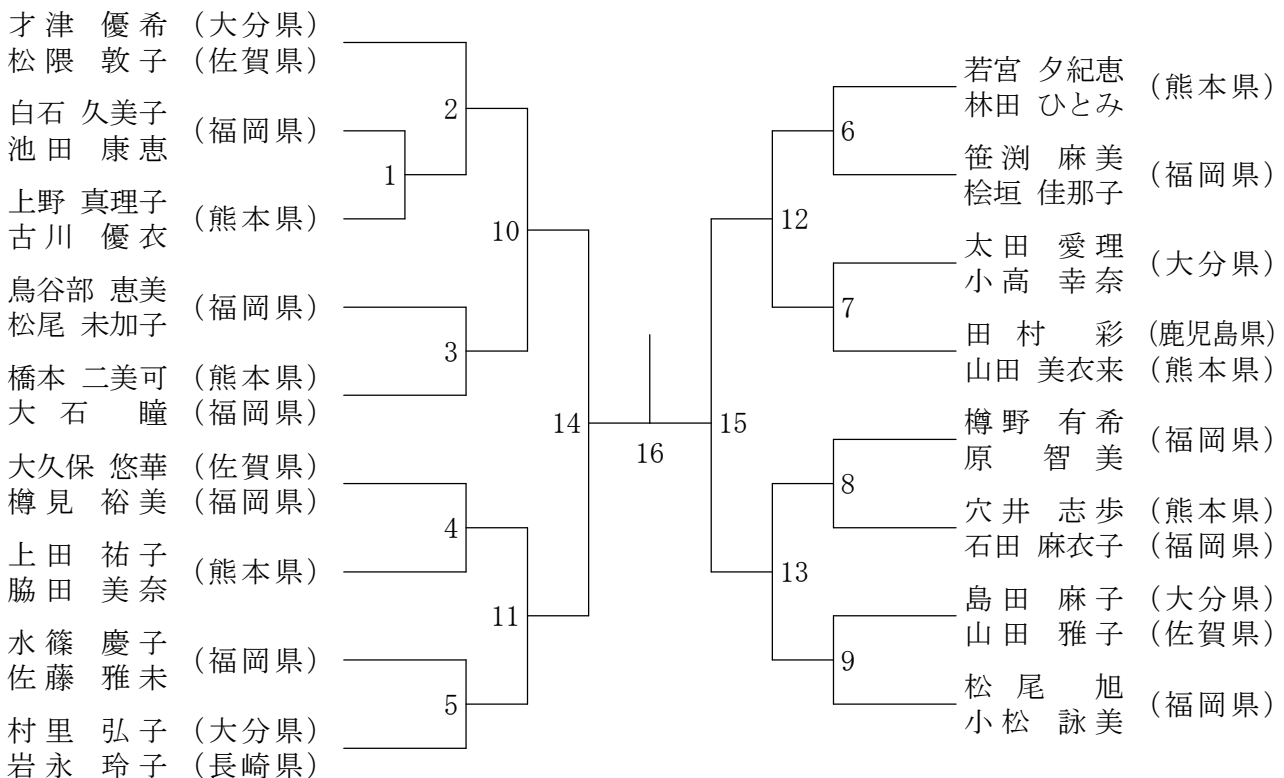 才津 優希 (大分県)
松隈 敦子 (佐賀県)
白石 久美子
池田 康恵
(福岡県)
上野 真理子
古川 優衣
(熊本県)
鳥谷部 恵美
松尾 未加子
(福岡県)
橋本 二美可 (熊本県)
大石 瞳 (福岡県)
大久保 悠華 (佐賀県)
樽見 裕美 (福岡県)
上田 祐子
脇田 美奈
(熊本県)
水篠 慶子
佐藤 雅未
(福岡県)
村里 弘子 (大分県)
岩永 玲子 (長崎県)
1
2
3
4
5
10
11
14
16
15
12
13
6
7
8
9
若宮 夕紀恵
林田 ひとみ
(熊本県)
笹渕 麻美
桧垣 佳那子
(福岡県)
太田 愛理
小高 幸奈
(大分県)
田村 彩 (鹿児島県)
山田 美衣来 (熊本県)
樽野 有希
原 智美
(福岡県)
穴井 志歩 (熊本県)
石田 麻衣子 (福岡県)
島田 麻子 (大分県)
山田 雅子 (佐賀県)
松尾 旭
小松 詠美
(福岡県)